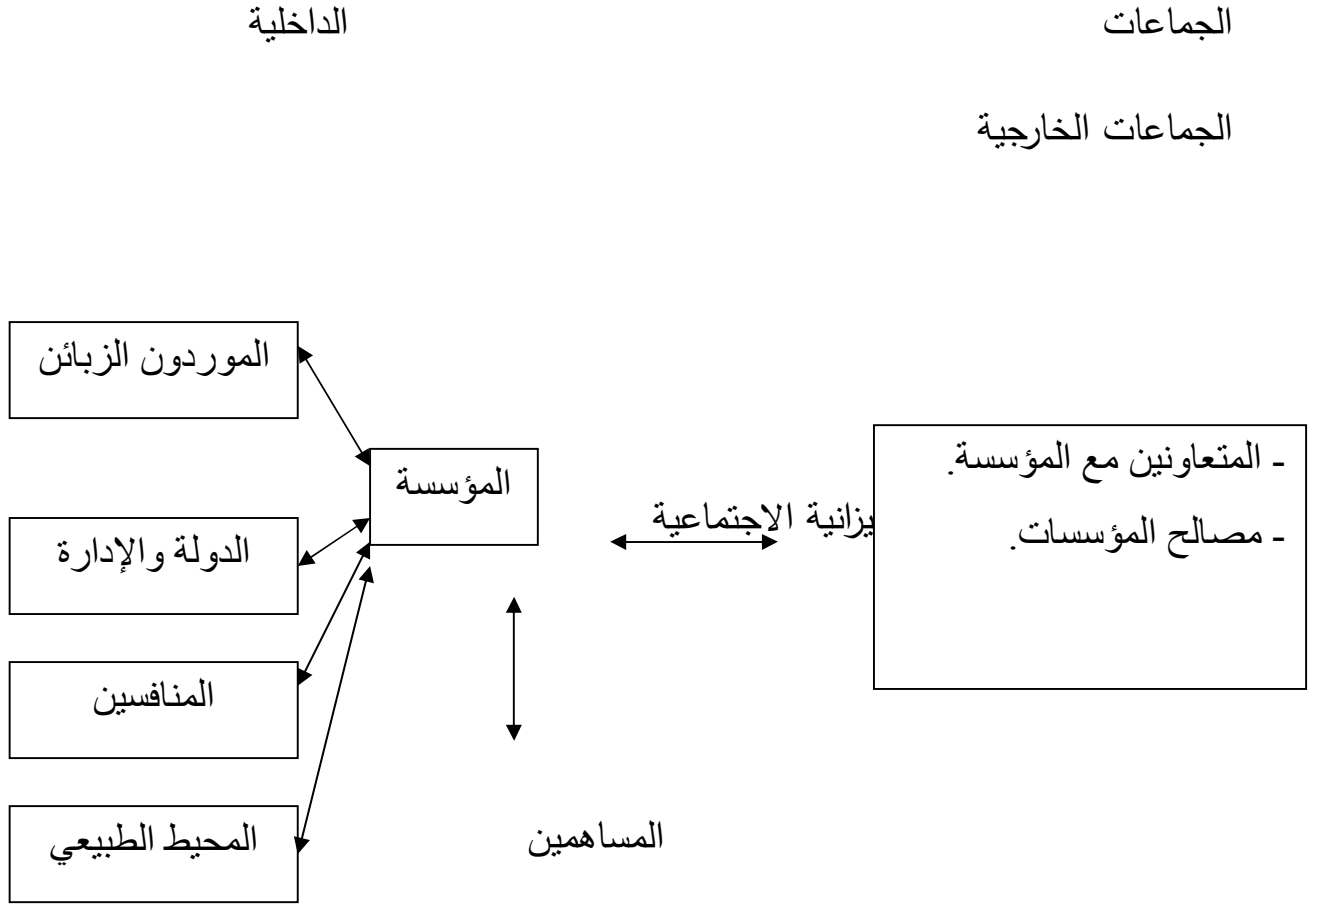 الجماعات الداخلية
الجماعات الخارجية
الموردون الزبائن
المؤسسة
- المتعاونين مع المؤسسة.
يزانية الاجتماعية
- مصالح المؤسسات.
الدولة والإدارة
المنافسين
المحيط الطبيعي
المساهمين